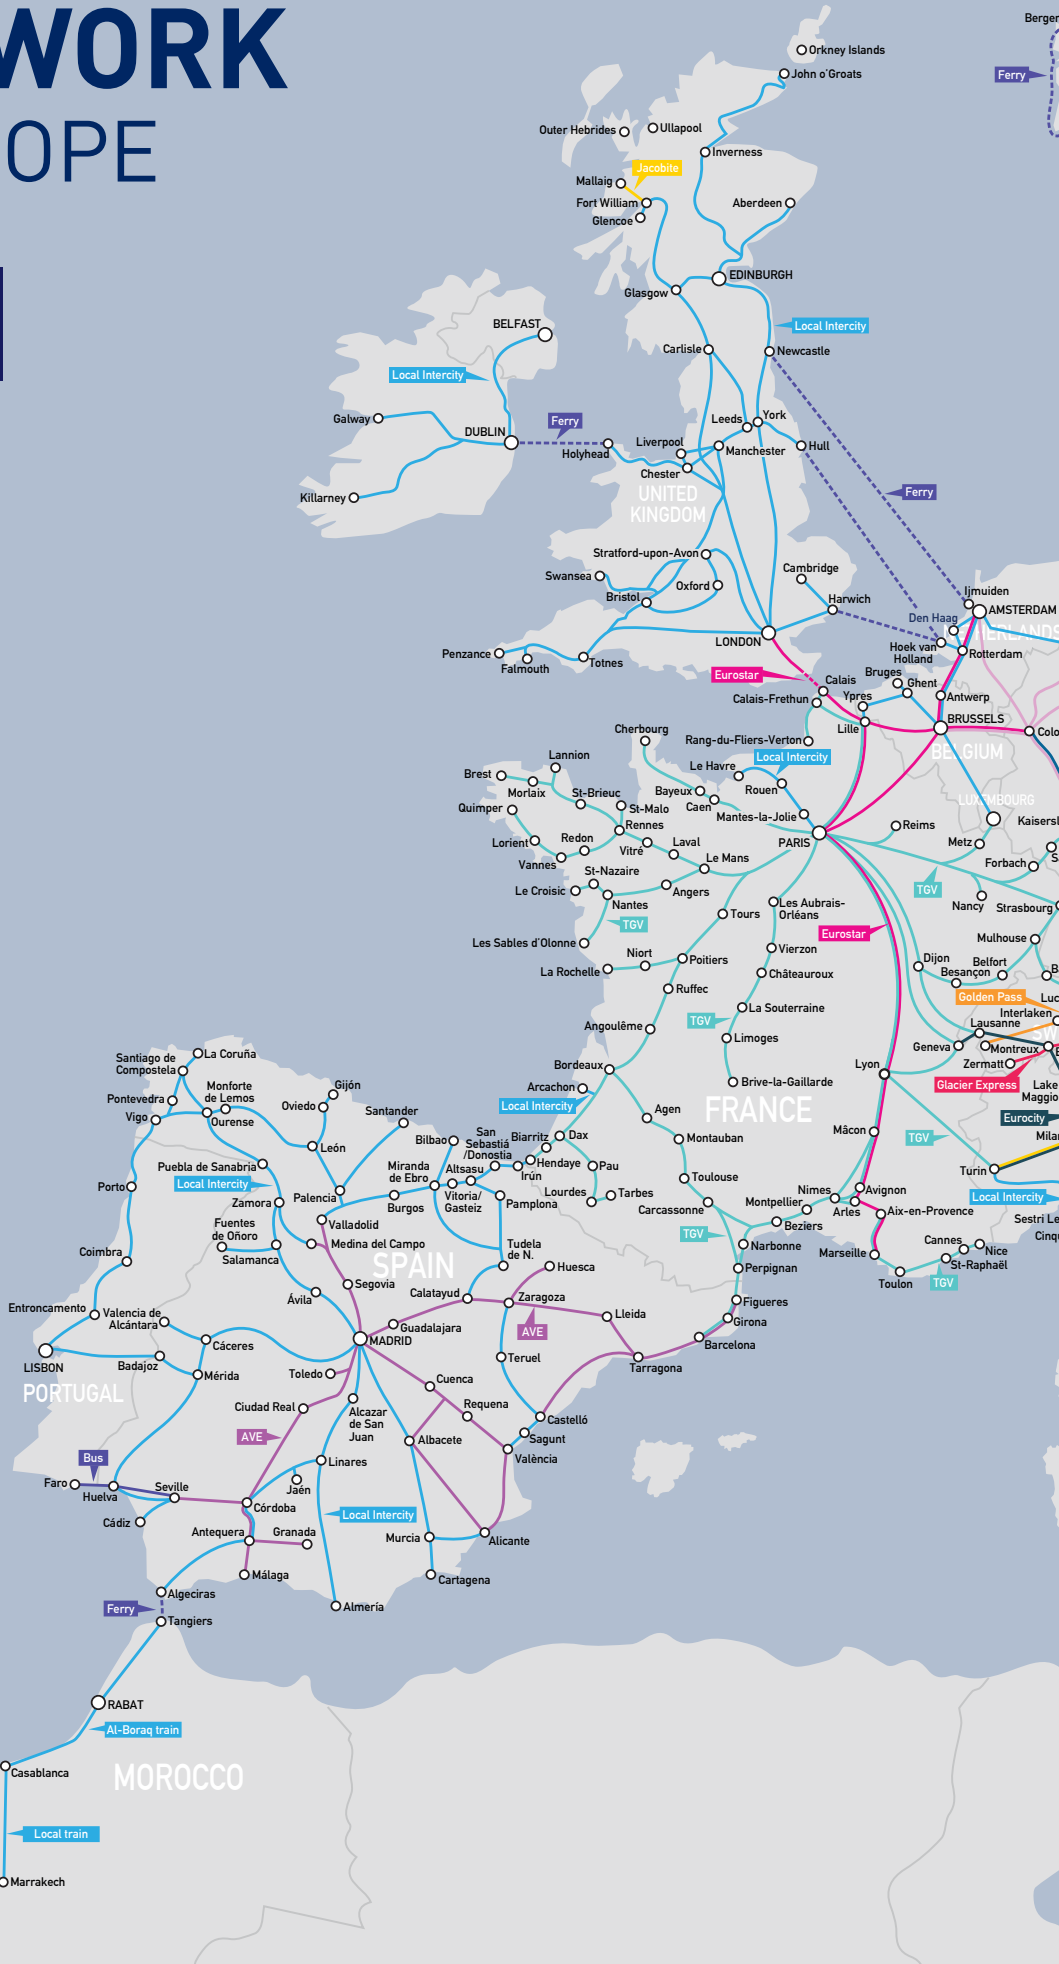 WORK
OPE
Bergen
Ferry
Orkney Islands
John o'Groats
Outer Hebrides
Ullapool
Inverness
Jacobite
Mallaig
Fort William
Aberdeen
Glencoe
EDINBURGH
Glasgow
BELFAST
Local Intercity
Carlisle
Newcastle
Local Intercity
Galway
DUBLIN
Ferry
Leeds
York
Liverpool
Hull
Holyhead
Manchester
Chester
Killarney
UNITED
KINGDOM
Ferry
Stratford-upon-Avon
Swansea
Cambridge
Oxford
Bristol
Harwich
Ijmuiden
AMSTERDAM
Den Haag
NETHERLANDS
LONDON
Hoek van
Holland
Rotterdam
Penzance
Falmouth
Totnes
Eurostar
Calais
Bruges
Ghent
Calais-Frethun
Ypres
Antwerp
BRUSSELS
Lille
Colo
Cherbourg
Rang-du-Fliers-Verton
BELGIUM
Local Intercity
Lannion
Le Havre
Brest
Morlaix
St-Brieuc
Bayeux
Rouen
LUXEMBOURG
Quimper
St-Malo
Caen
Mantes-la-Jolie
Kaisersl
Rennes
Reims
Lorient
Redon
Vitré
Laval
PARIS
Metz
Vannes
Le Mans
Forbach
St-Nazaire
Le Croisic
Angers
TGV
Nantes
Les Aubrais-
Orléans
Nancy
Strasbourg
TGV
Tours
Eurostar
Les Sables d'Olonne
Mulhouse
Niort
Vierzon
Poitiers
Dijon
Belfort
La Rochelle
Châteauroux
Besançon
B
Ruffec
Golden Pass
Luc
La Souterraine
Interlaken
TGV
Lausanne
Angoulême
SW
Limoges
Geneva
Montreux
Bordeaux
Zermatt
Lyon
Glacier Express
Brive-la-Gaillarde
Lake
Maggio
Arcachon
Local Intercity
FRANCE
Eurocity
La Coruña
Santiago de
Compostela
Monforte
de Lemos
Gijón
Pontevedra
Oviedo
Santander
Vigo
Ourense
Agen
Mâcon
TGV
Milan
San
Sebastiá
/Donostia
Biarritz
Dax
Montauban
León
Bilbao
Hendaye
Irún
Altsasu
Pau
Turin
Puebla de Sanabria
Miranda
de Ebro
Toulouse
Local Intercity
Porto
Palencia
Vitoria/
Gasteiz
Lourdes
Tarbes
Nimes
Avignon
Local Intercity
Zamora
Burgos
Pamplona
Montpellier
Carcassonne
Arles
Aix-en-Provence
Sestri Le
Fuentes
de Oñoro
Valladolid
Beziers
Cinqu
Medina del Campo
TGV
Salamanca
Tudela
de N.
Narbonne
Marseille
Cannes
Nice
St-Raphaël
Coimbra
SPAIN
Huesca
Perpignan
Toulon
TGV
Segovia
Ávila
Calatayud
Zaragoza
Figueres
Entroncamento
Valencia de
Alcántara
Guadalajara
AVE
Lleida
Girona
MADRID
Barcelona
Cáceres
LISBON
Badajoz
Teruel
Tarragona
Toledo
Mérida
PORTUGAL
Cuenca
Ciudad Real
Alcazar
de San
Juan
Requena
Castelló
AVE
Albacete
Sagunt
València
Bus
Linares
Faro
Huelva
Seville
Jaén
Córdoba
Cádiz
Local Intercity
Antequera
Granada
Murcia
Alicante
Málaga
Cartagena
Algeciras
Ferry
Almería
Tangiers
RABAT
Al-Boraq train
Casablanca
MOROCCO
Local train
Marrakech